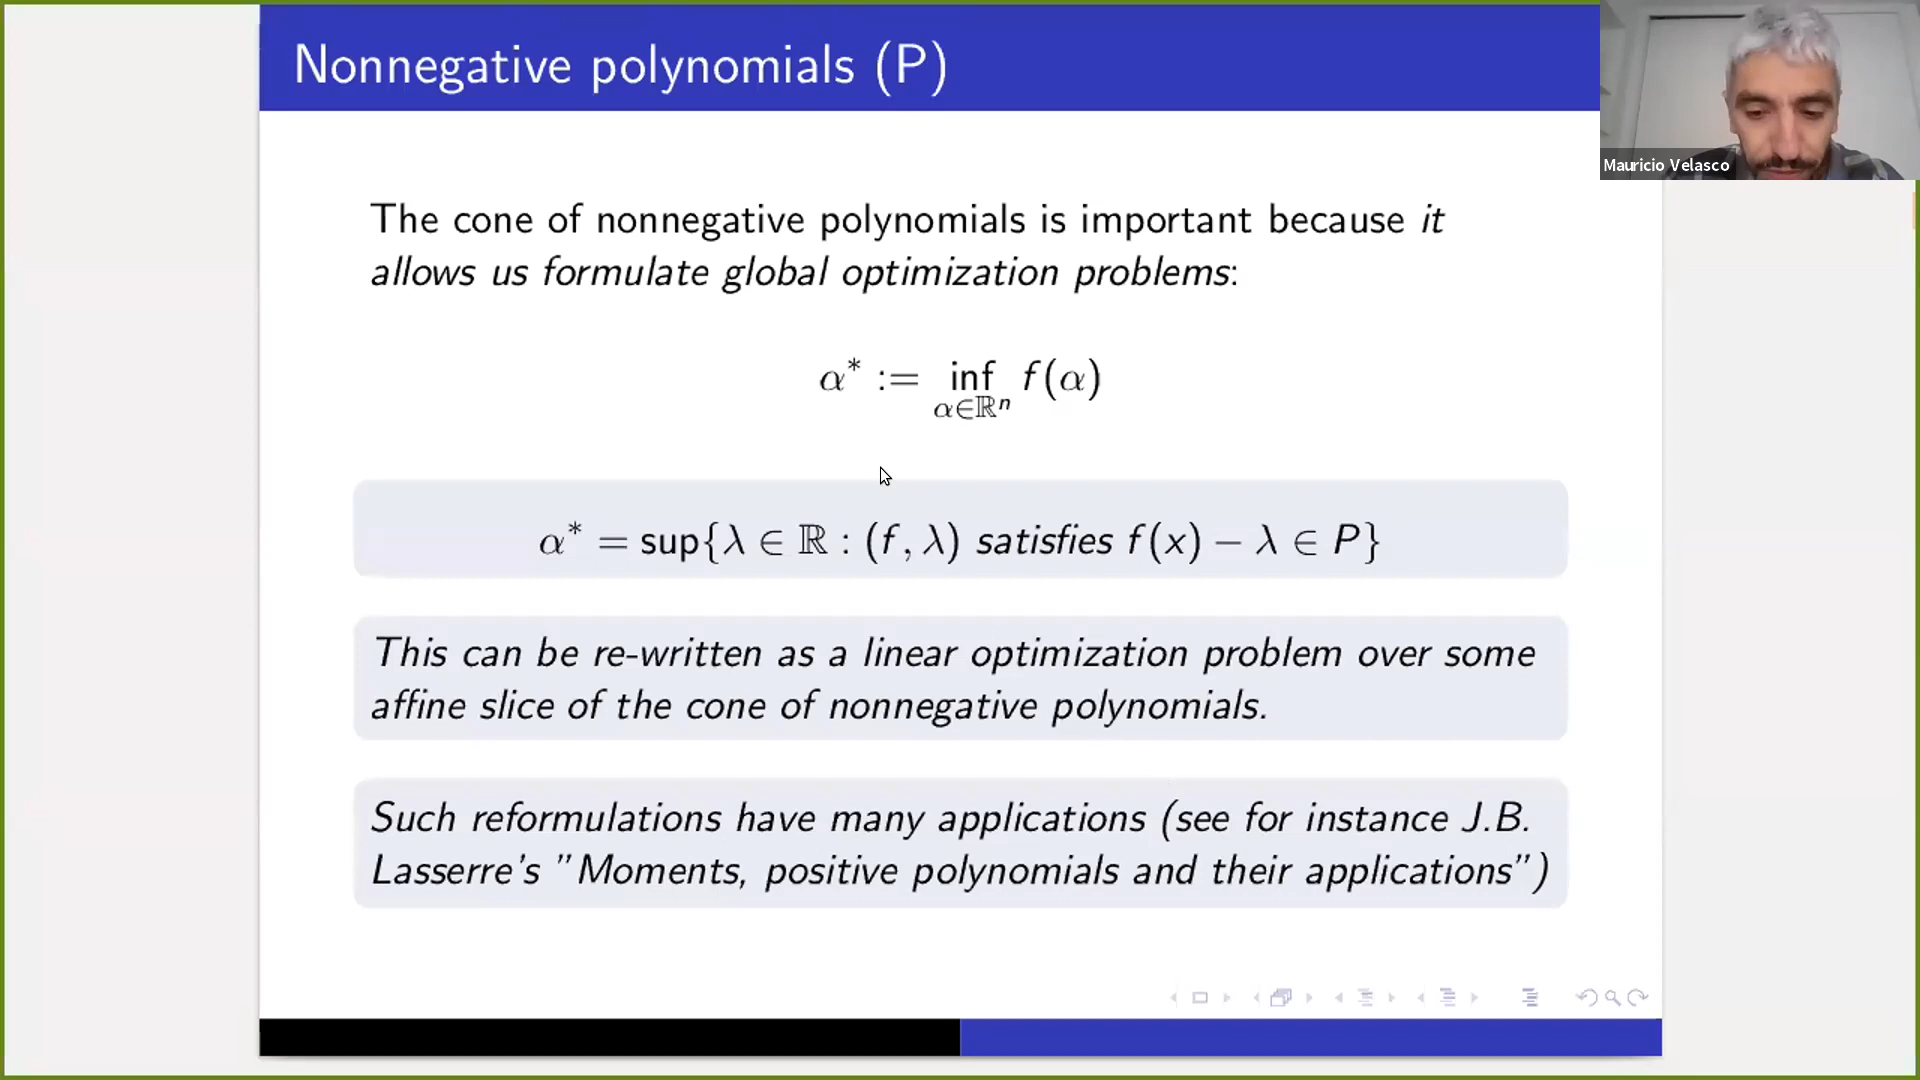 Nonnegative polynomials (P)
Mauricio Velasco
The cone of nonnegative polynomials is important because it
allows us formulate global optimization problems:
α* := inf f(α)
α∈ℝⁿ
α* = sup{λ ∈ ℝ : (f, λ) satisfies f(x) − λ ∈ P}
This can be re-written as a linear optimization problem over some
affine slice of the cone of nonnegative polynomials.
Such reformulations have many applications (see for instance J.B.
Lasserre's ”Moments, positive polynomials and their applications”)